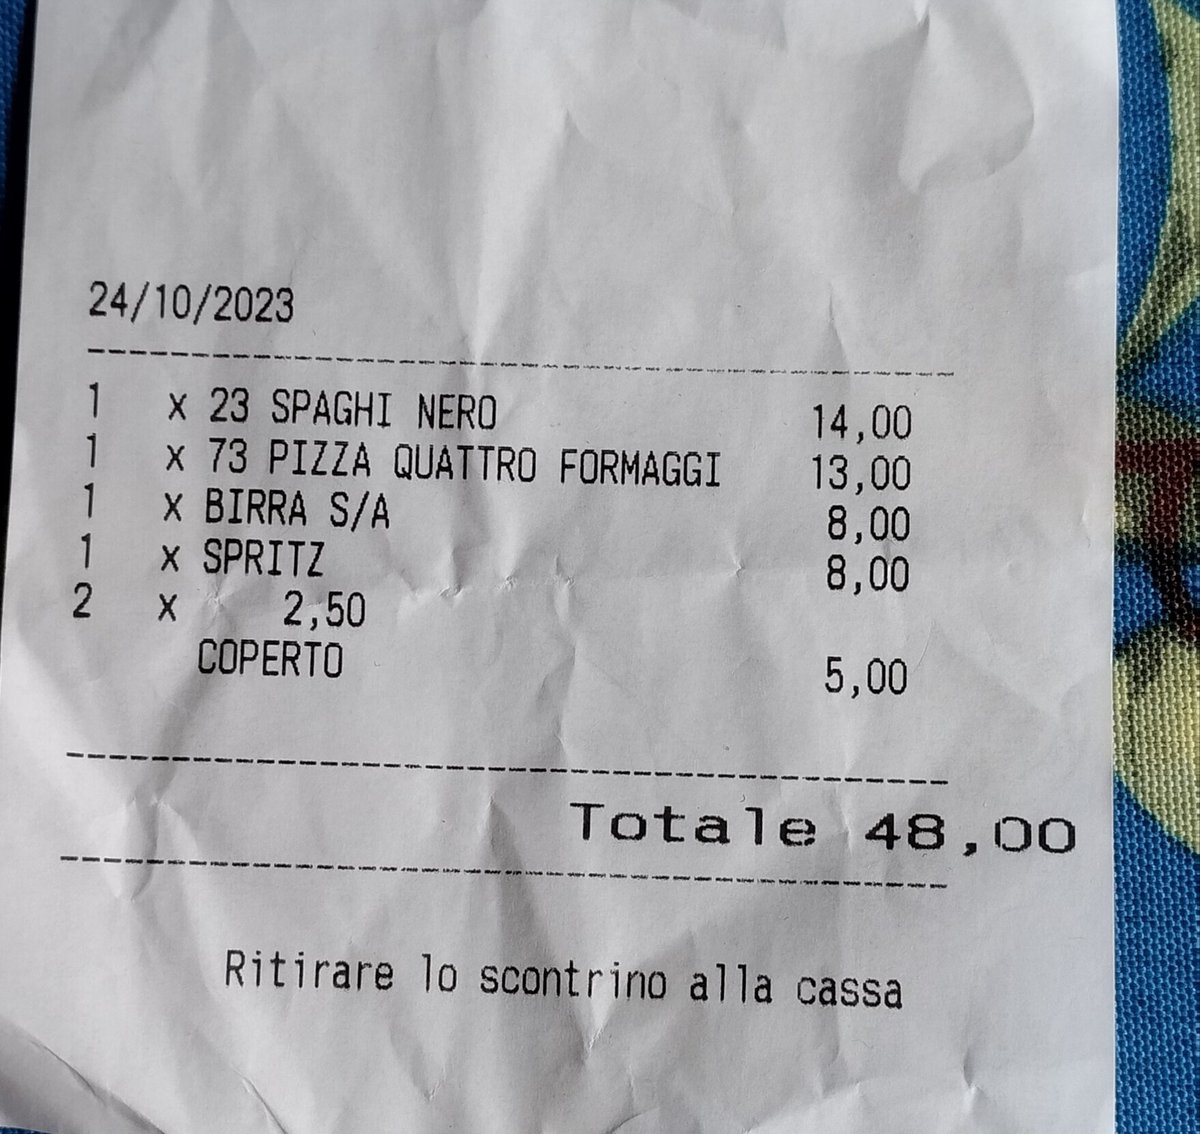 24/10/2023
1 x 23 SPAGHI NERO 14,00
1 x 73 PIZZA QUATTRO FORMAGGI 13,00
1 x BIRRA S/A 8,00
1 x SPRITZ 8,00
2 x 2,50
COPERTO 5,00
Totale 48,00
Ritirare lo scontrino alla cassa